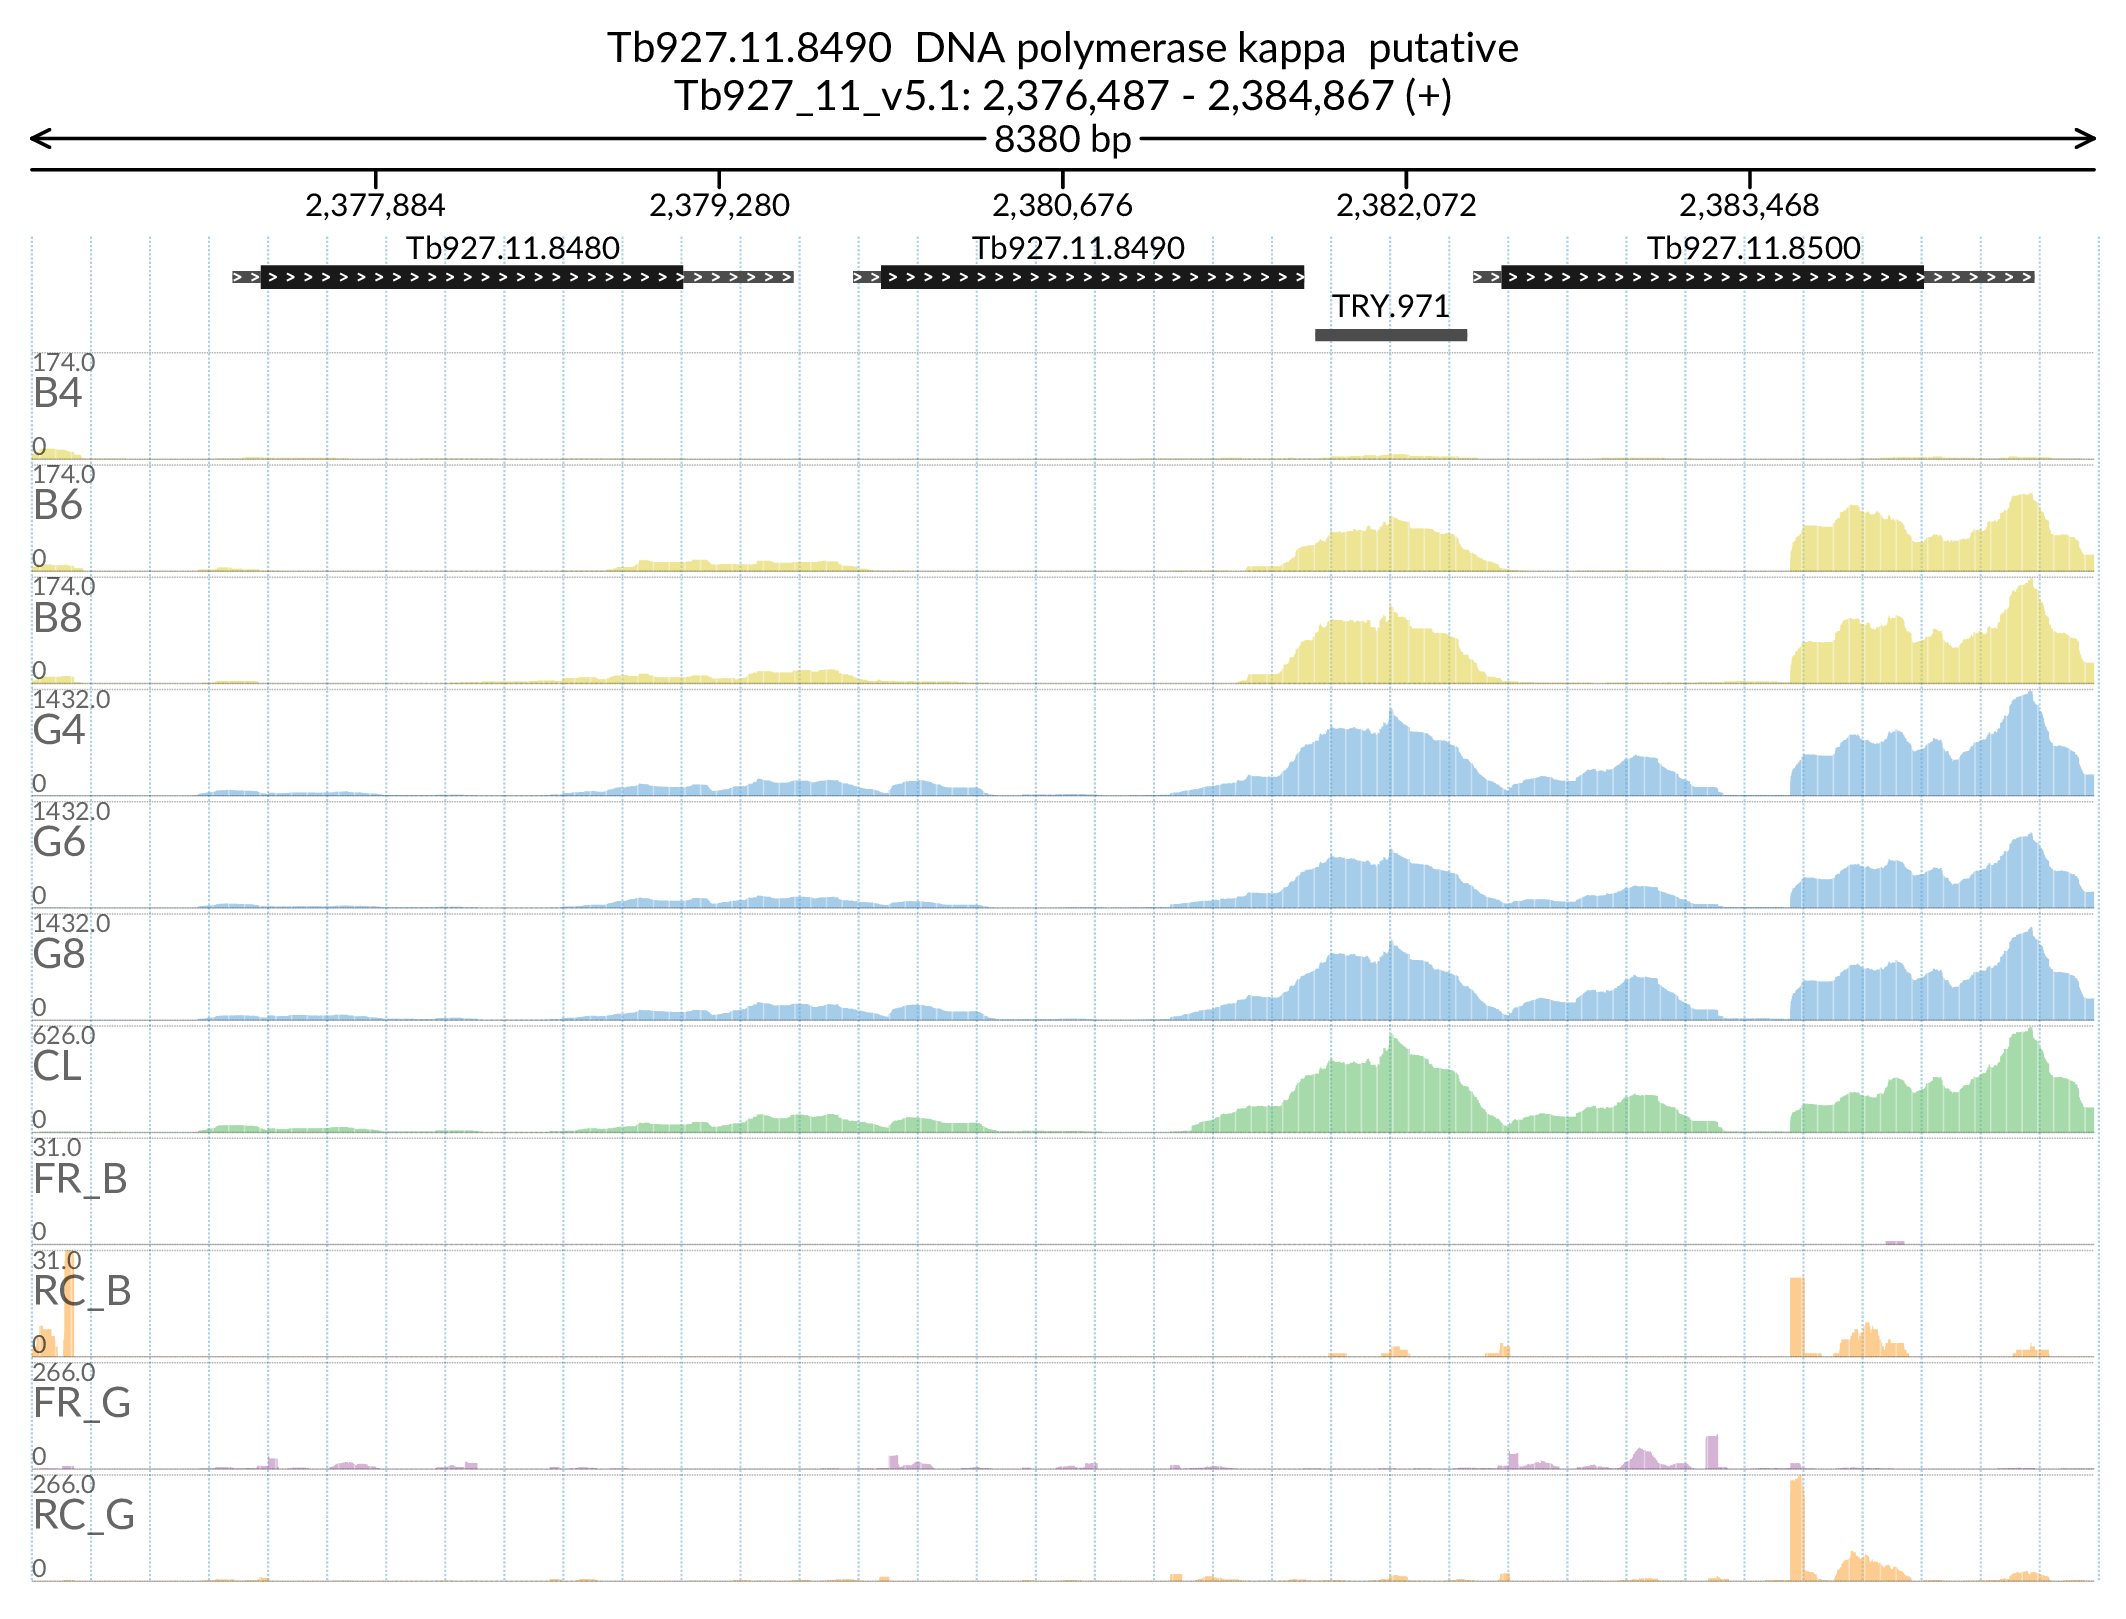 Tb927.11.8490  DNA polymerase kappa  putative
Tb927_11_v5.1: 2,376,487 - 2,384,867 (+)
8380 bp
2,377,884 2,379,280 2,380,676 2,382,072 2,383,468
Tb927.11.8480 Tb927.11.8490 Tb927.11.8500
TRY.971
174.0
B4
0
174.0
B6
0
174.0
B8
0
1432.0
G4
0
1432.0
G6
0
1432.0
G8
0
626.0
CL
0
31.0
FR_B
0
31.0
RC_B
0
266.0
FR_G
0
266.0
RC_G
0